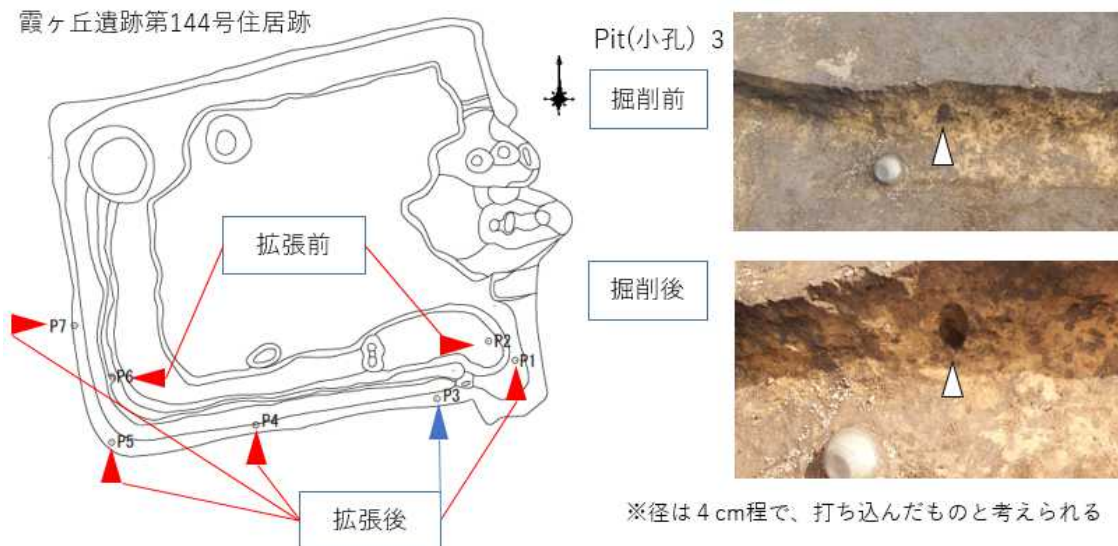 霞ヶ丘遺跡第144号住居跡
Pit(小孔) 3
掘削前
拡張前
掘削後
P7
P2
P1
P6
P3
P4
P5
拡張後
※径は４cm程で、打ち込んだものと考えられる